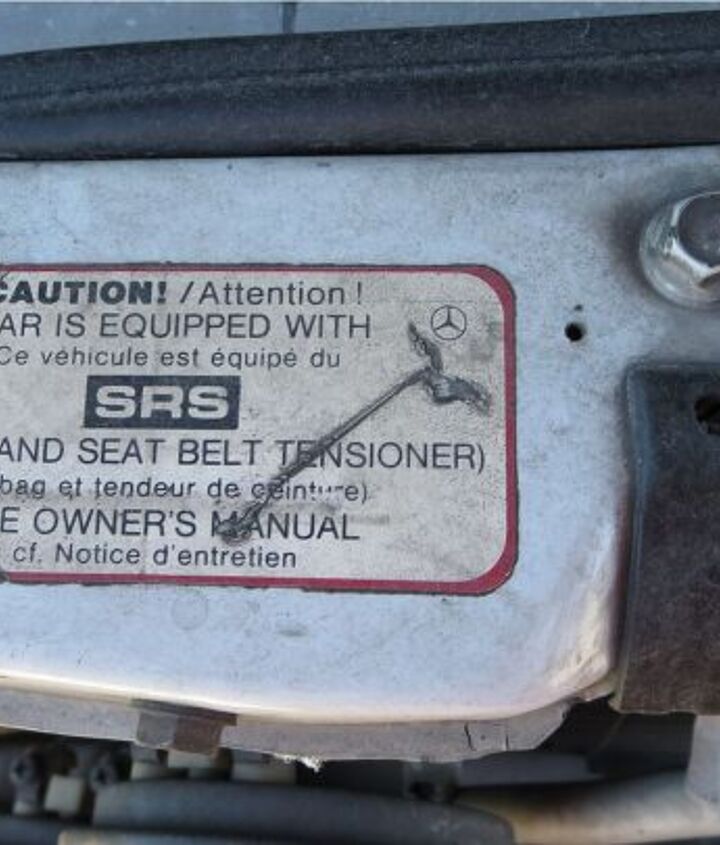 CAUTION! / Attention !
AR IS EQUIPPED WITH
Ce véhicule est équipé du
SRS
AND SEAT BELT TENSIONER)
bag et tendeur de ceinture)
E OWNER'S MANUAL
cf. Notice d'entretien